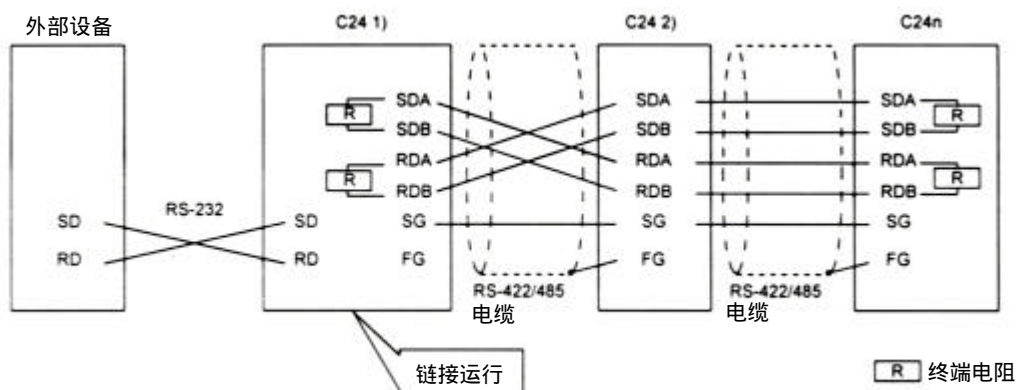 外部设备
C24 1)
C24 2)
C24n
R
SDA
SDB
R
RDA
RDB
SG
FG
SDA
SDB
RDA
RDB
SG
FG
SDA
SDB
RDA
RDB
SG
FG
R
R
SD
RD
RS-232
SD
RD
RS-422/485
电缆
RS-422/485
电缆
链接运行
R 终端电阻